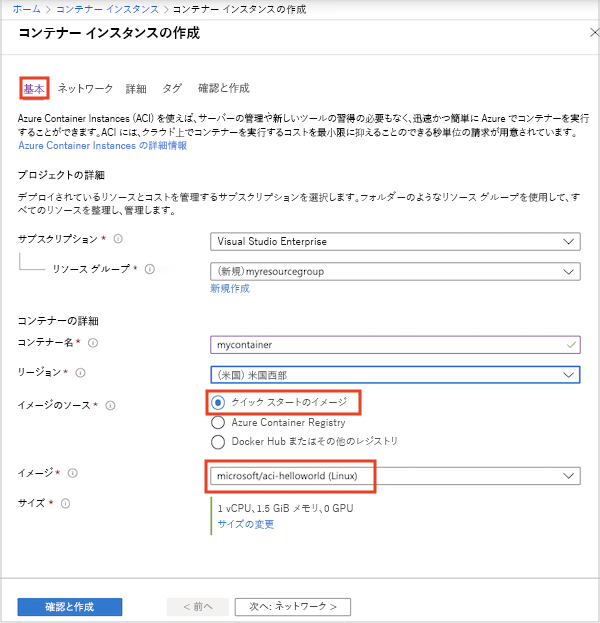 ホーム > コンテナー インスタンス > コンテナー インスタンスの作成
コンテナー インスタンスの作成
基本 ネットワーク 詳細 タグ 確認と作成
Azure Container Instances (ACI) を使えば、サーバーの管理や新しいツールの習得の必要もなく、迅速かつ簡単に Azure でコンテナーを実行
することができます。ACI には、クラウド上でコンテナーを実行するコストを最小限に抑えることのできる秒単位の請求が用意されています。
Azure Container Instances の詳細情報
プロジェクトの詳細
デプロイされているリソースとコストを管理するサブスクリプションを選択します。フォルダーのようなリソース グループを使用して、す
べてのリソースを整理し、管理します。
サブスクリプション * Visual Studio Enterprise
リソース グループ * (新規)myresourcegroup
新規作成
コンテナーの詳細
コンテナー名* mycontainer
リージョン* (米国) 米国西部
イメージのソース* クイック スタートのイメージ
Azure Container Registry
Docker Hub またはその他のレジストリ
イメージ* microsoft/aci-helloworld (Linux)
サイズ * 1 vCPU、1.5 GiB メモリ、0 GPU
サイズの変更
確認と作成 < 前へ 次へ: ネットワーク >